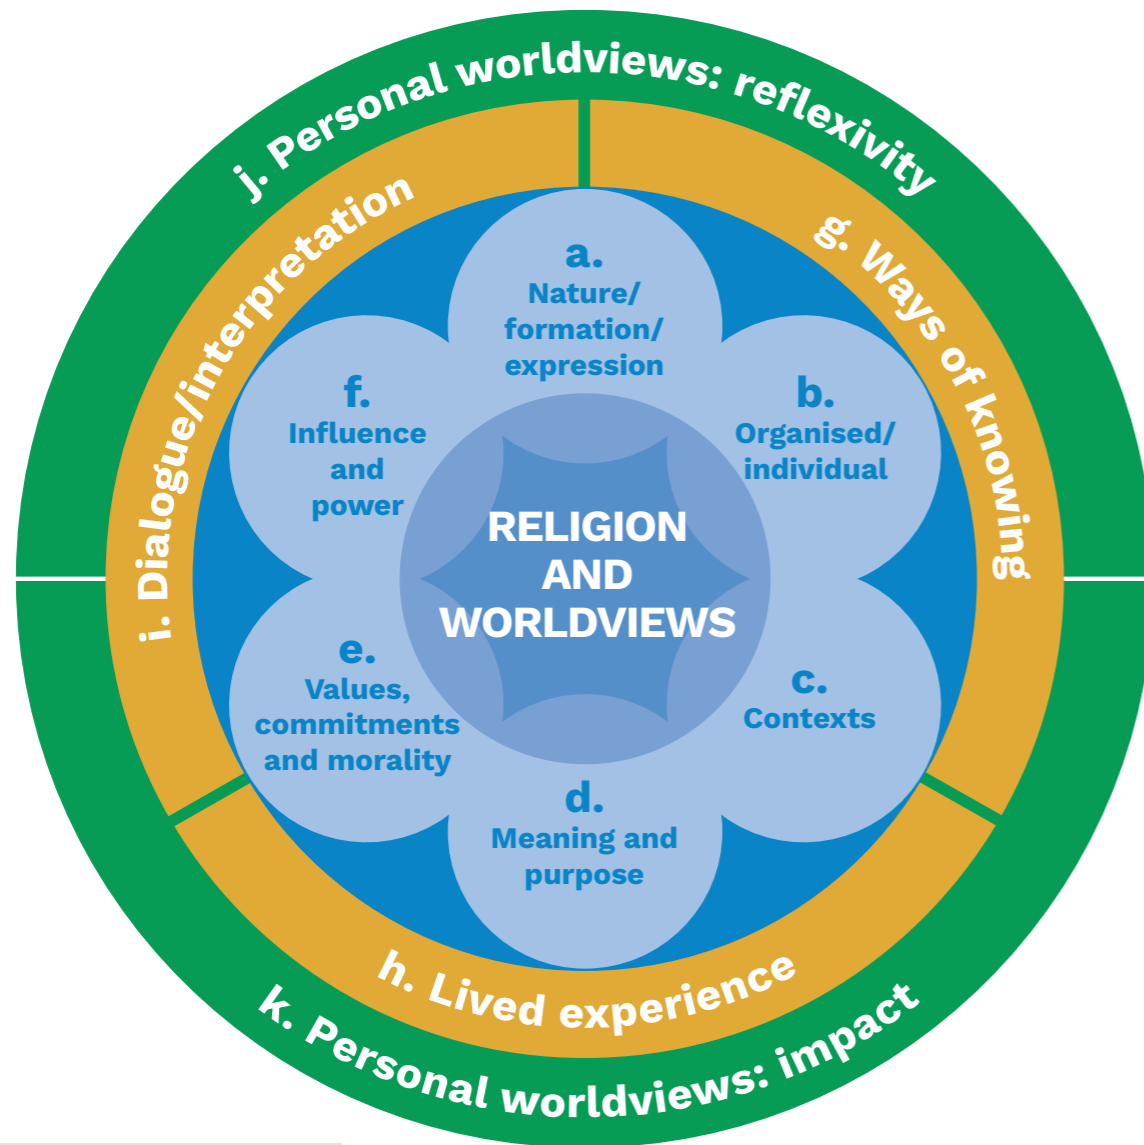 j. Personal worldviews: reflexivity
i. Dialogue/interpretation
g. Ways of knowing
a.
Nature/
formation/
expression
f.
Influence
and
power
b.
Organised/
individual
RELIGION
AND
WORLDVIEWS
e.
Values,
commitments
and morality
c.
Contexts
d.
Meaning and
purpose
h. Lived experience
k. Personal worldviews: impact